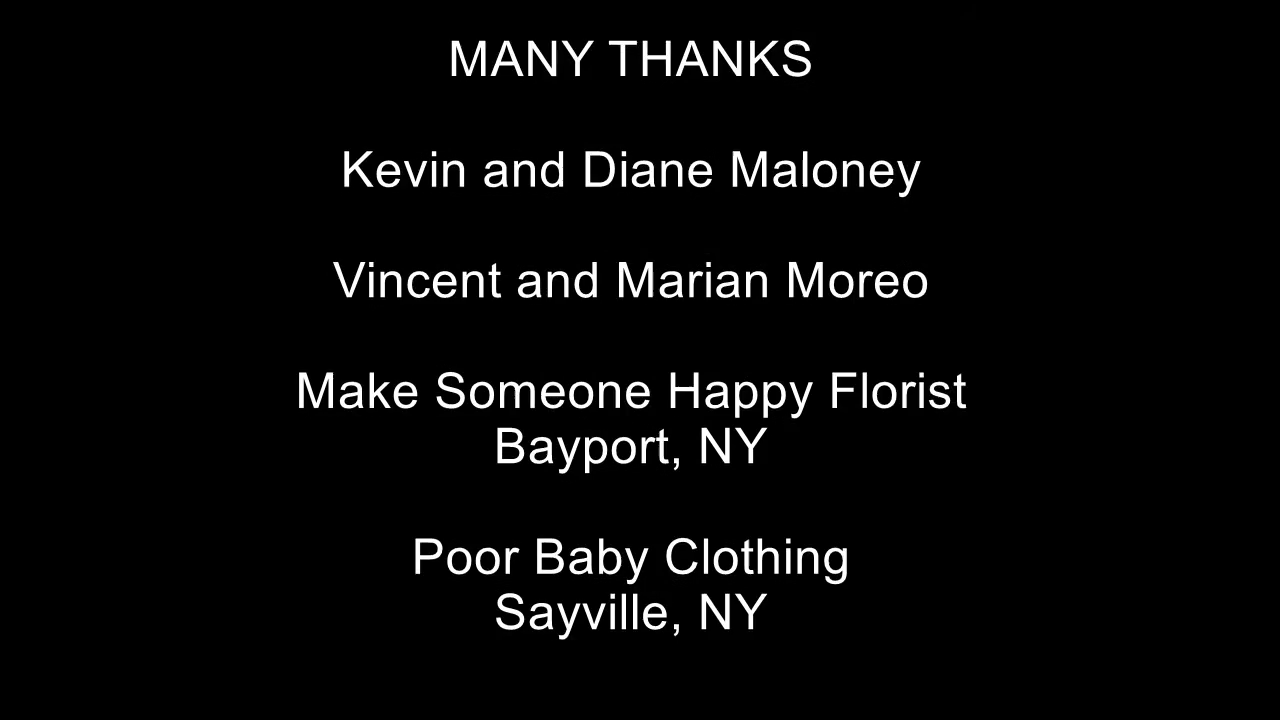 MANY THANKS
Kevin and Diane Maloney
Vincent and Marian Moreo
Make Someone Happy Florist
Bayport, NY
Poor Baby Clothing
Sayville, NY